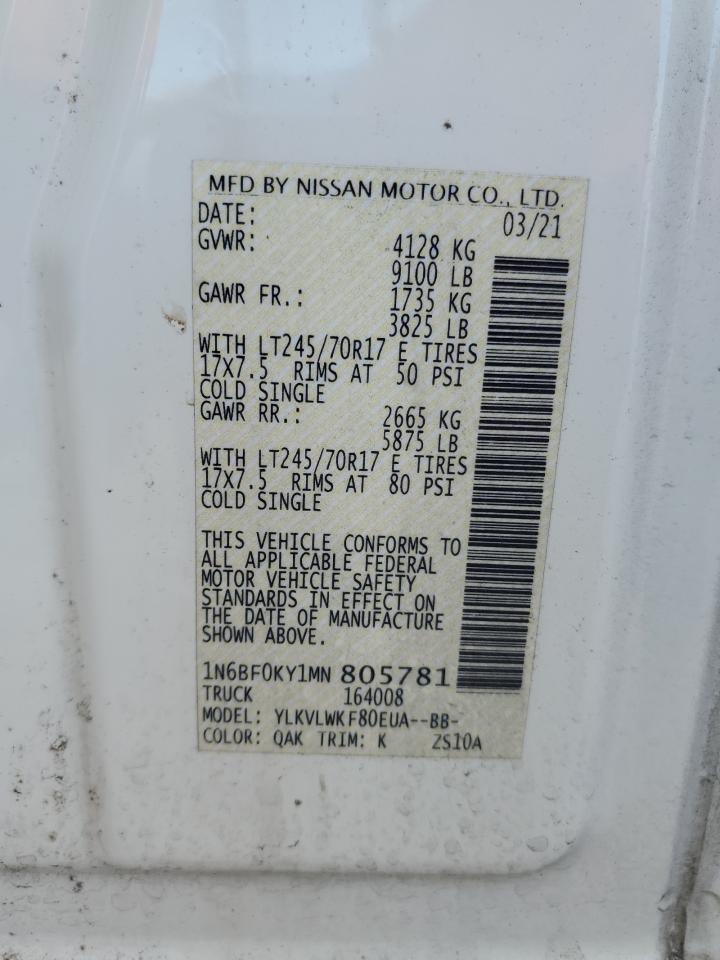 MFD BY NISSAN MOTOR CO., LTD.
DATE: 03/21
GVWR: 4128 KG
9100 LB
GAWR FR.: 1735 KG
3825 LB
WITH LT245/70R17 E TIRES
17X7.5 RIMS AT 50 PSI
COLD SINGLE
GAWR RR.: 2665 KG
5875 LB
WITH LT245/70R17 E TIRES
17X7.5 RIMS AT 80 PSI
COLD SINGLE
THIS VEHICLE CONFORMS TO
ALL APPLICABLE FEDERAL
MOTOR VEHICLE SAFETY
STANDARDS IN EFFECT ON
THE DATE OF MANUFACTURE
SHOWN ABOVE.
1N6BF0KY1MN 805781
TRUCK 164008
MODEL: YLKVLWKF80EUA--BB-
COLOR: QAK TRIM: K ZS10A